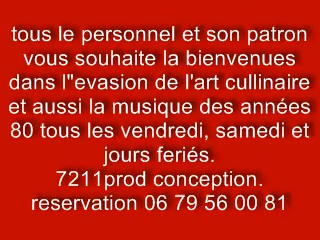 tous le personnel et son patron
vous souhaite la bienvenues
dans l"evasion de l'art cullinaire
et aussi la musique des années
80 tous les vendredi, samedi et
jours feriés.
7211prod conception.
reservation 06 79 56 00 81